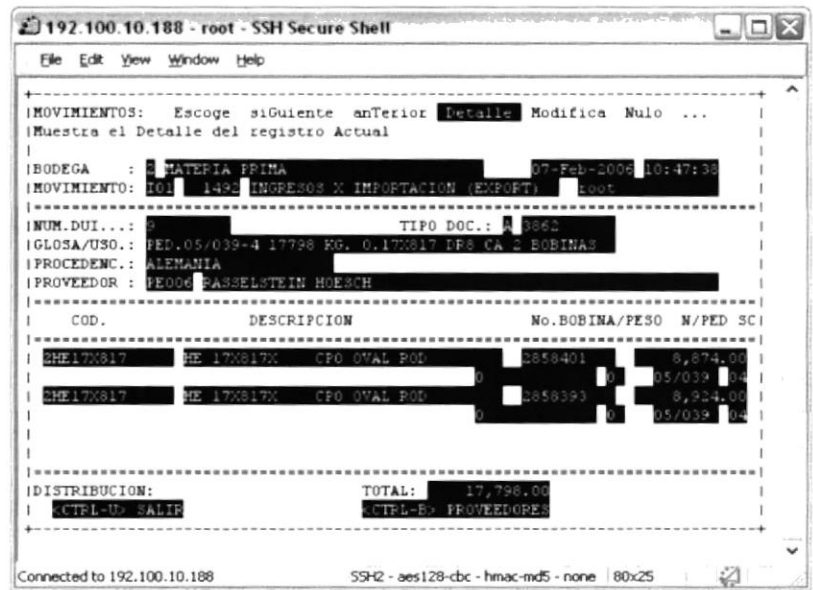 192.100.10.188 - root - SSH Secure Shell
File Edit View Window Help
MOVIMIENTOS: Escoge siGuiente anTerior Detalle Modifica Nulo ...
Muestra el Detalle del registro Actual
BODEGA : 2 MATERIA PRIMA 07-Feb-2006 10:47:38
MOVIMIENTO: I01 1492 INGRESOS X IMPORTACION (EXPORT) root
NUM.DUI...: 9 TIPO DOC.: A 3862
GLOSA/USO.: PED.05/039-4 17798 KG. 0.17X817 DR8 CA 2 BOBINAS
PROCEDENC.: ALEMANIA
PROVEEDOR : PE006 RASSELSTEIN HOESCH
COD. DESCRIPCION No.BOBINA/PESO N/PED SC
2HE17X817 HE 17X817X CPO OVAL ROD 2858401 8,874.00
0 0 05/039 04
2HE17X817 HE 17X817X CPO OVAL ROD 2858393 8,924.00
0 0 05/039 04
DISTRIBUCION: TOTAL: 17,798.00
<CTRL-U> SALIR <CTRL-B> PROVEEDORES
Connected to 192.100.10.188 SSH2 - aes128-cbc - hmac-md5 - none 80x25